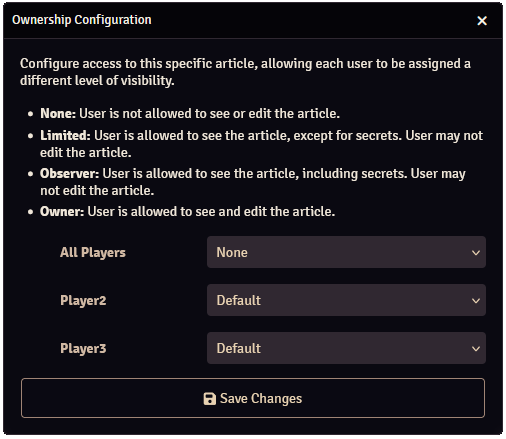 Ownership Configuration
Configure access to this specific article, allowing each user to be assigned a
different level of visibility.
• None: User is not allowed to see or edit the article.
• Limited: User is allowed to see the article, except for secrets. User may not
edit the article.
• Observer: User is allowed to see the article, including secrets. User may
not edit the article.
• Owner: User is allowed to see and edit the article.
All Players None
Player2 Default
Player3 Default
Save Changes